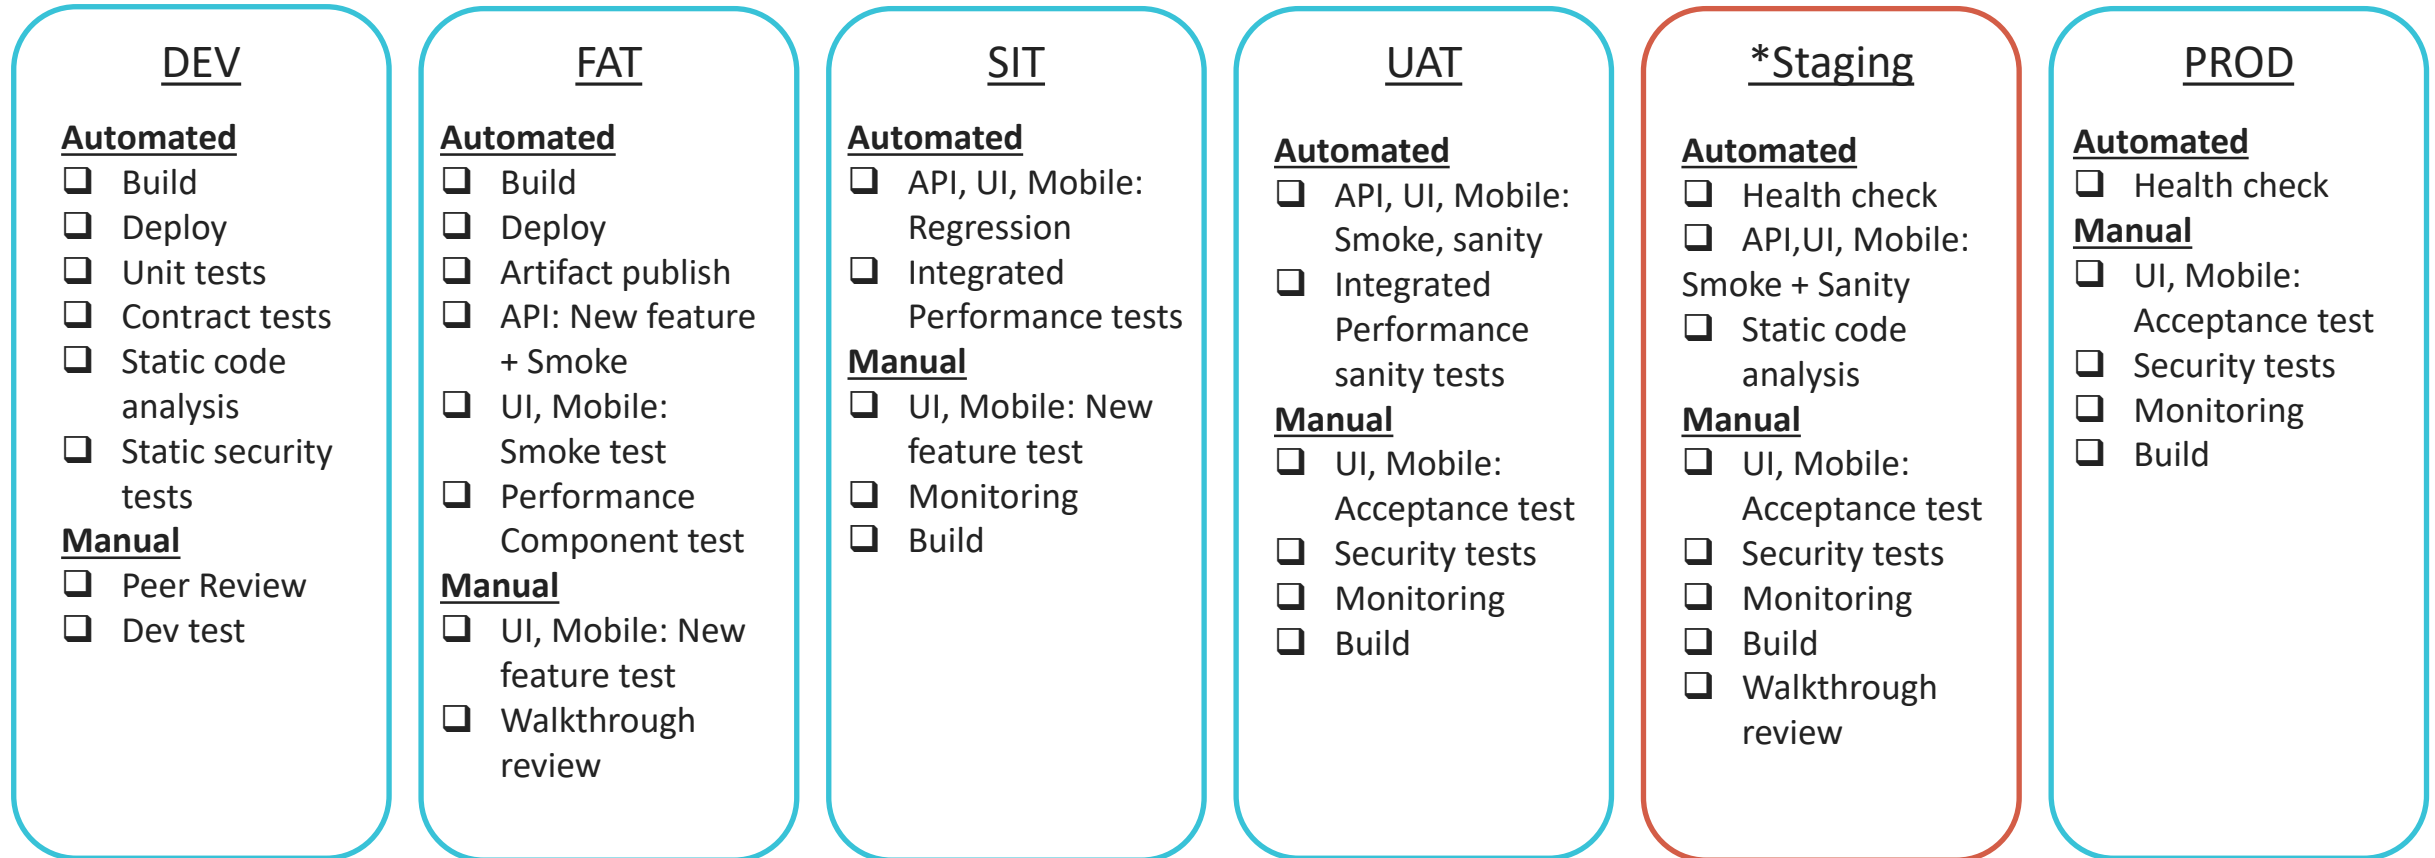 DEV
Automated
❑ Build
❑ Deploy
❑ Unit tests
❑ Contract tests
❑ Static code
analysis
❑ Static security
tests
Manual
❑ Peer Review
❑ Dev test
FAT
Automated
❑ Build
❑ Deploy
❑ Artifact publish
❑ API: New feature
+ Smoke
❑ UI, Mobile:
Smoke test
❑ Performance
Component test
Manual
❑ UI, Mobile: New
feature test
❑ Walkthrough
review
SIT
Automated
❑ API, UI, Mobile:
Regression
❑ Integrated
Performance tests
Manual
❑ UI, Mobile: New
feature test
❑ Monitoring
❑ Build
UAT
Automated
❑ API, UI, Mobile:
Smoke, sanity
❑ Integrated
Performance
sanity tests
Manual
❑ UI, Mobile:
Acceptance test
❑ Security tests
❑ Monitoring
❑ Build
*Staging
Automated
❑ Health check
❑ API,UI, Mobile:
Smoke + Sanity
❑ Static code
analysis
Manual
❑ UI, Mobile:
Acceptance test
❑ Security tests
❑ Monitoring
❑ Build
❑ Walkthrough
review
PROD
Automated
❑ Health check
Manual
❑ UI, Mobile:
Acceptance test
❑ Security tests
❑ Monitoring
❑ Build